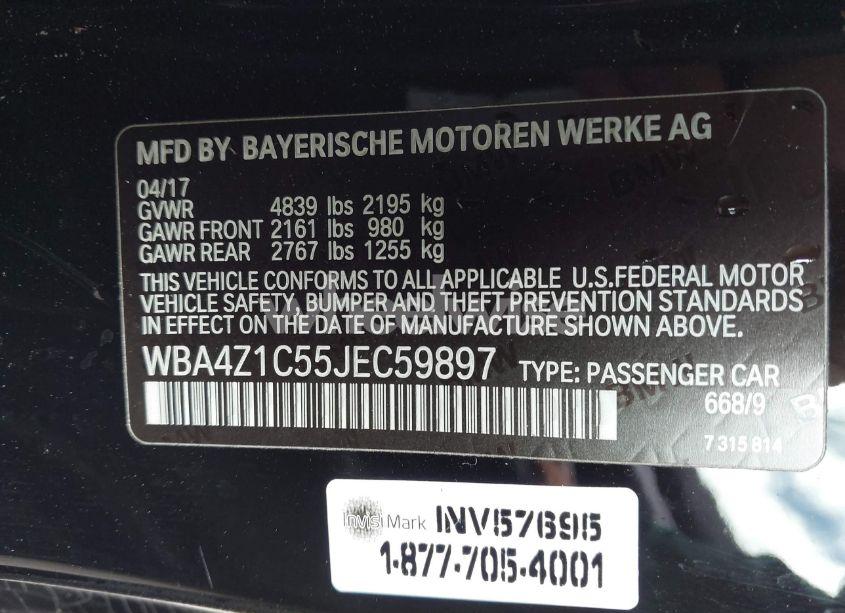 MFD BY BAYERISCHE MOTOREN WERKE AG
04/17
GVWR 4839 lbs 2195 kg
GAWR FRONT 2161 lbs 980 kg
GAWR REAR 2767 lbs 1255 kg
THIS VEHICLE CONFORMS TO ALL APPLICABLE U.S.FEDERAL MOTOR
VEHICLE SAFETY, BUMPER AND THEFT PREVENTION STANDARDS
IN EFFECT ON THE DATE OF MANUFACTURE SHOWN ABOVE.
WBA4Z1C55JEC59897 TYPE: PASSENGER CAR
668/9
7 315 814
InVisi Mark INV57695
1-877-705-4001